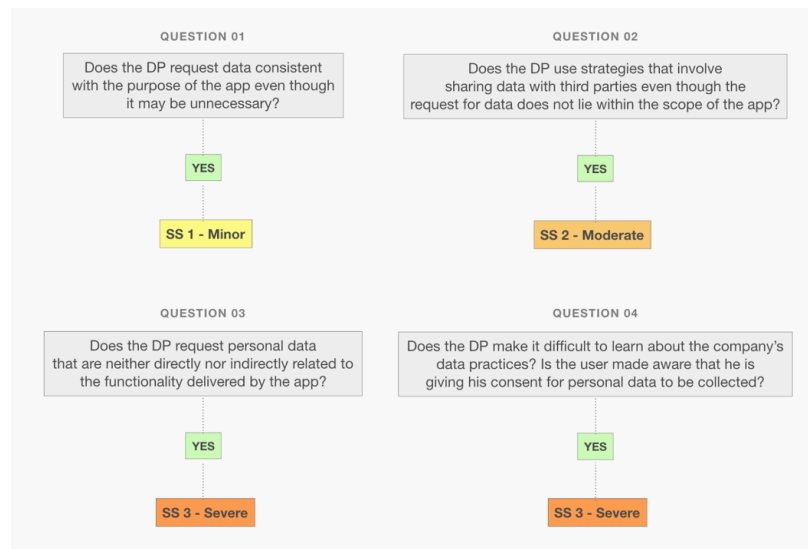 QUESTION 01
Does the DP request data consistent
with the purpose of the app even though
it may be unnecessary?
YES
SS 1 - Minor
QUESTION 02
Does the DP use strategies that involve
sharing data with third parties even though the
request for data does not lie within the scope of the app?
YES
SS 2 - Moderate
QUESTION 03
Does the DP request personal data
that are neither directly nor indirectly related to
the functionality delivered by the app?
YES
SS 3 - Severe
QUESTION 04
Does the DP make it difficult to learn about the company's
data practices? Is the user made aware that he is
giving his consent for personal data to be collected?
YES
SS 3 - Severe